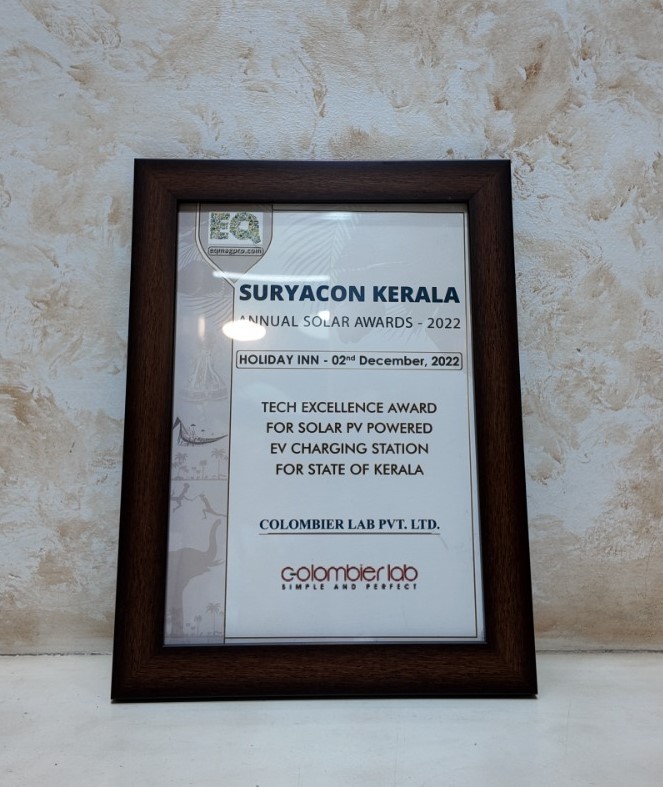 EQ
eqmagpro.com
SURYACON KERALA
ANNUAL SOLAR AWARDS - 2022
HOLIDAY INN - 02nd December, 2022
TECH EXCELLENCE AWARD
FOR SOLAR PV POWERED
EV CHARGING STATION
FOR STATE OF KERALA
COLOMBIER LAB PVT. LTD.
colombier lab
SIMPLE AND PERFECT